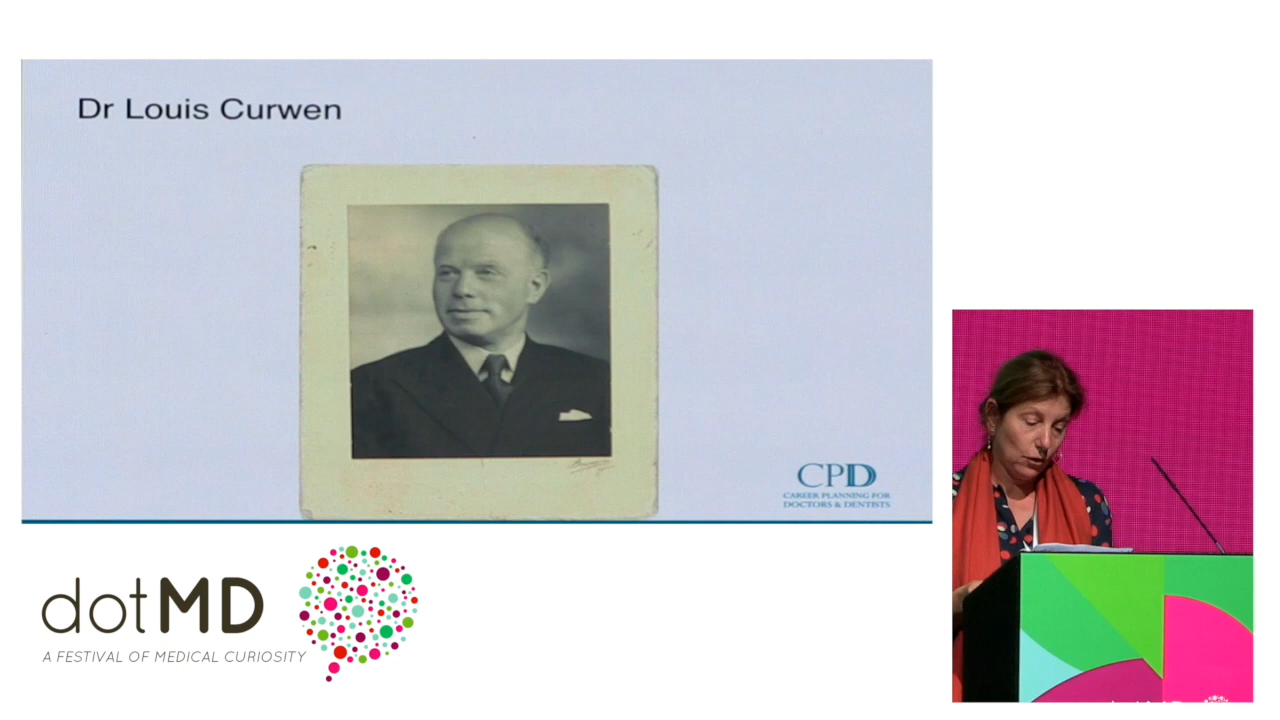 Dr Louis Curwen
CPD
CAREER PLANNING FOR
DOCTORS & DENTISTS
dotMD
A FESTIVAL OF MEDICAL CURIOSITY